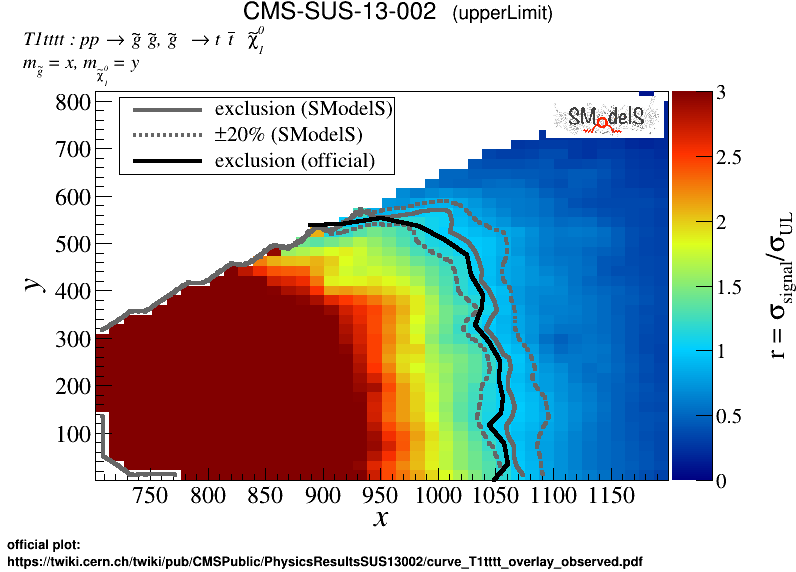 CMS-SUS-13-002 (upperLimit)
T1tttt : pp → g̃ g̃, g̃ → t t̄ χ̃⁰₁
m_g̃ = x, m_χ̃⁰₁ = y
exclusion (SModelS)
±20% (SModelS)
exclusion (official)
SModelS
800
700
600
500
400
300
200
100
y
750 800 850 900 950 1000 1050 1100 1150
x
3
2.5
2
1.5
1
0.5
0
r = σ_signal/σ_UL
official plot:
https://twiki.cern.ch/twiki/pub/CMSPublic/PhysicsResultsSUS13002/curve_T1tttt_overlay_observed.pdf